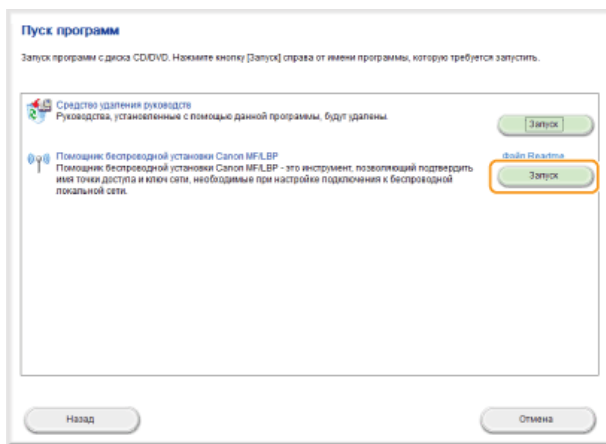 Пуск программ
Запуск программ с диска CD/DVD. Нажмите кнопку [Запуск] справа от имени программы, которую требуется запустить.
Средство удаления руководств
Руководства, установленные с помощью данной программы, будут удалены.
Запуск
Помощник беспроводной установки Canon MF/LBP
файл Readme
Помощник беспроводной установки Canon MF/LBP - это инструмент, позволяющий подтвердить
имя точки доступа и ключ сети, необходимые при настройке подключения к беспроводной
локальной сети.
Запуск
Назад
Отмена